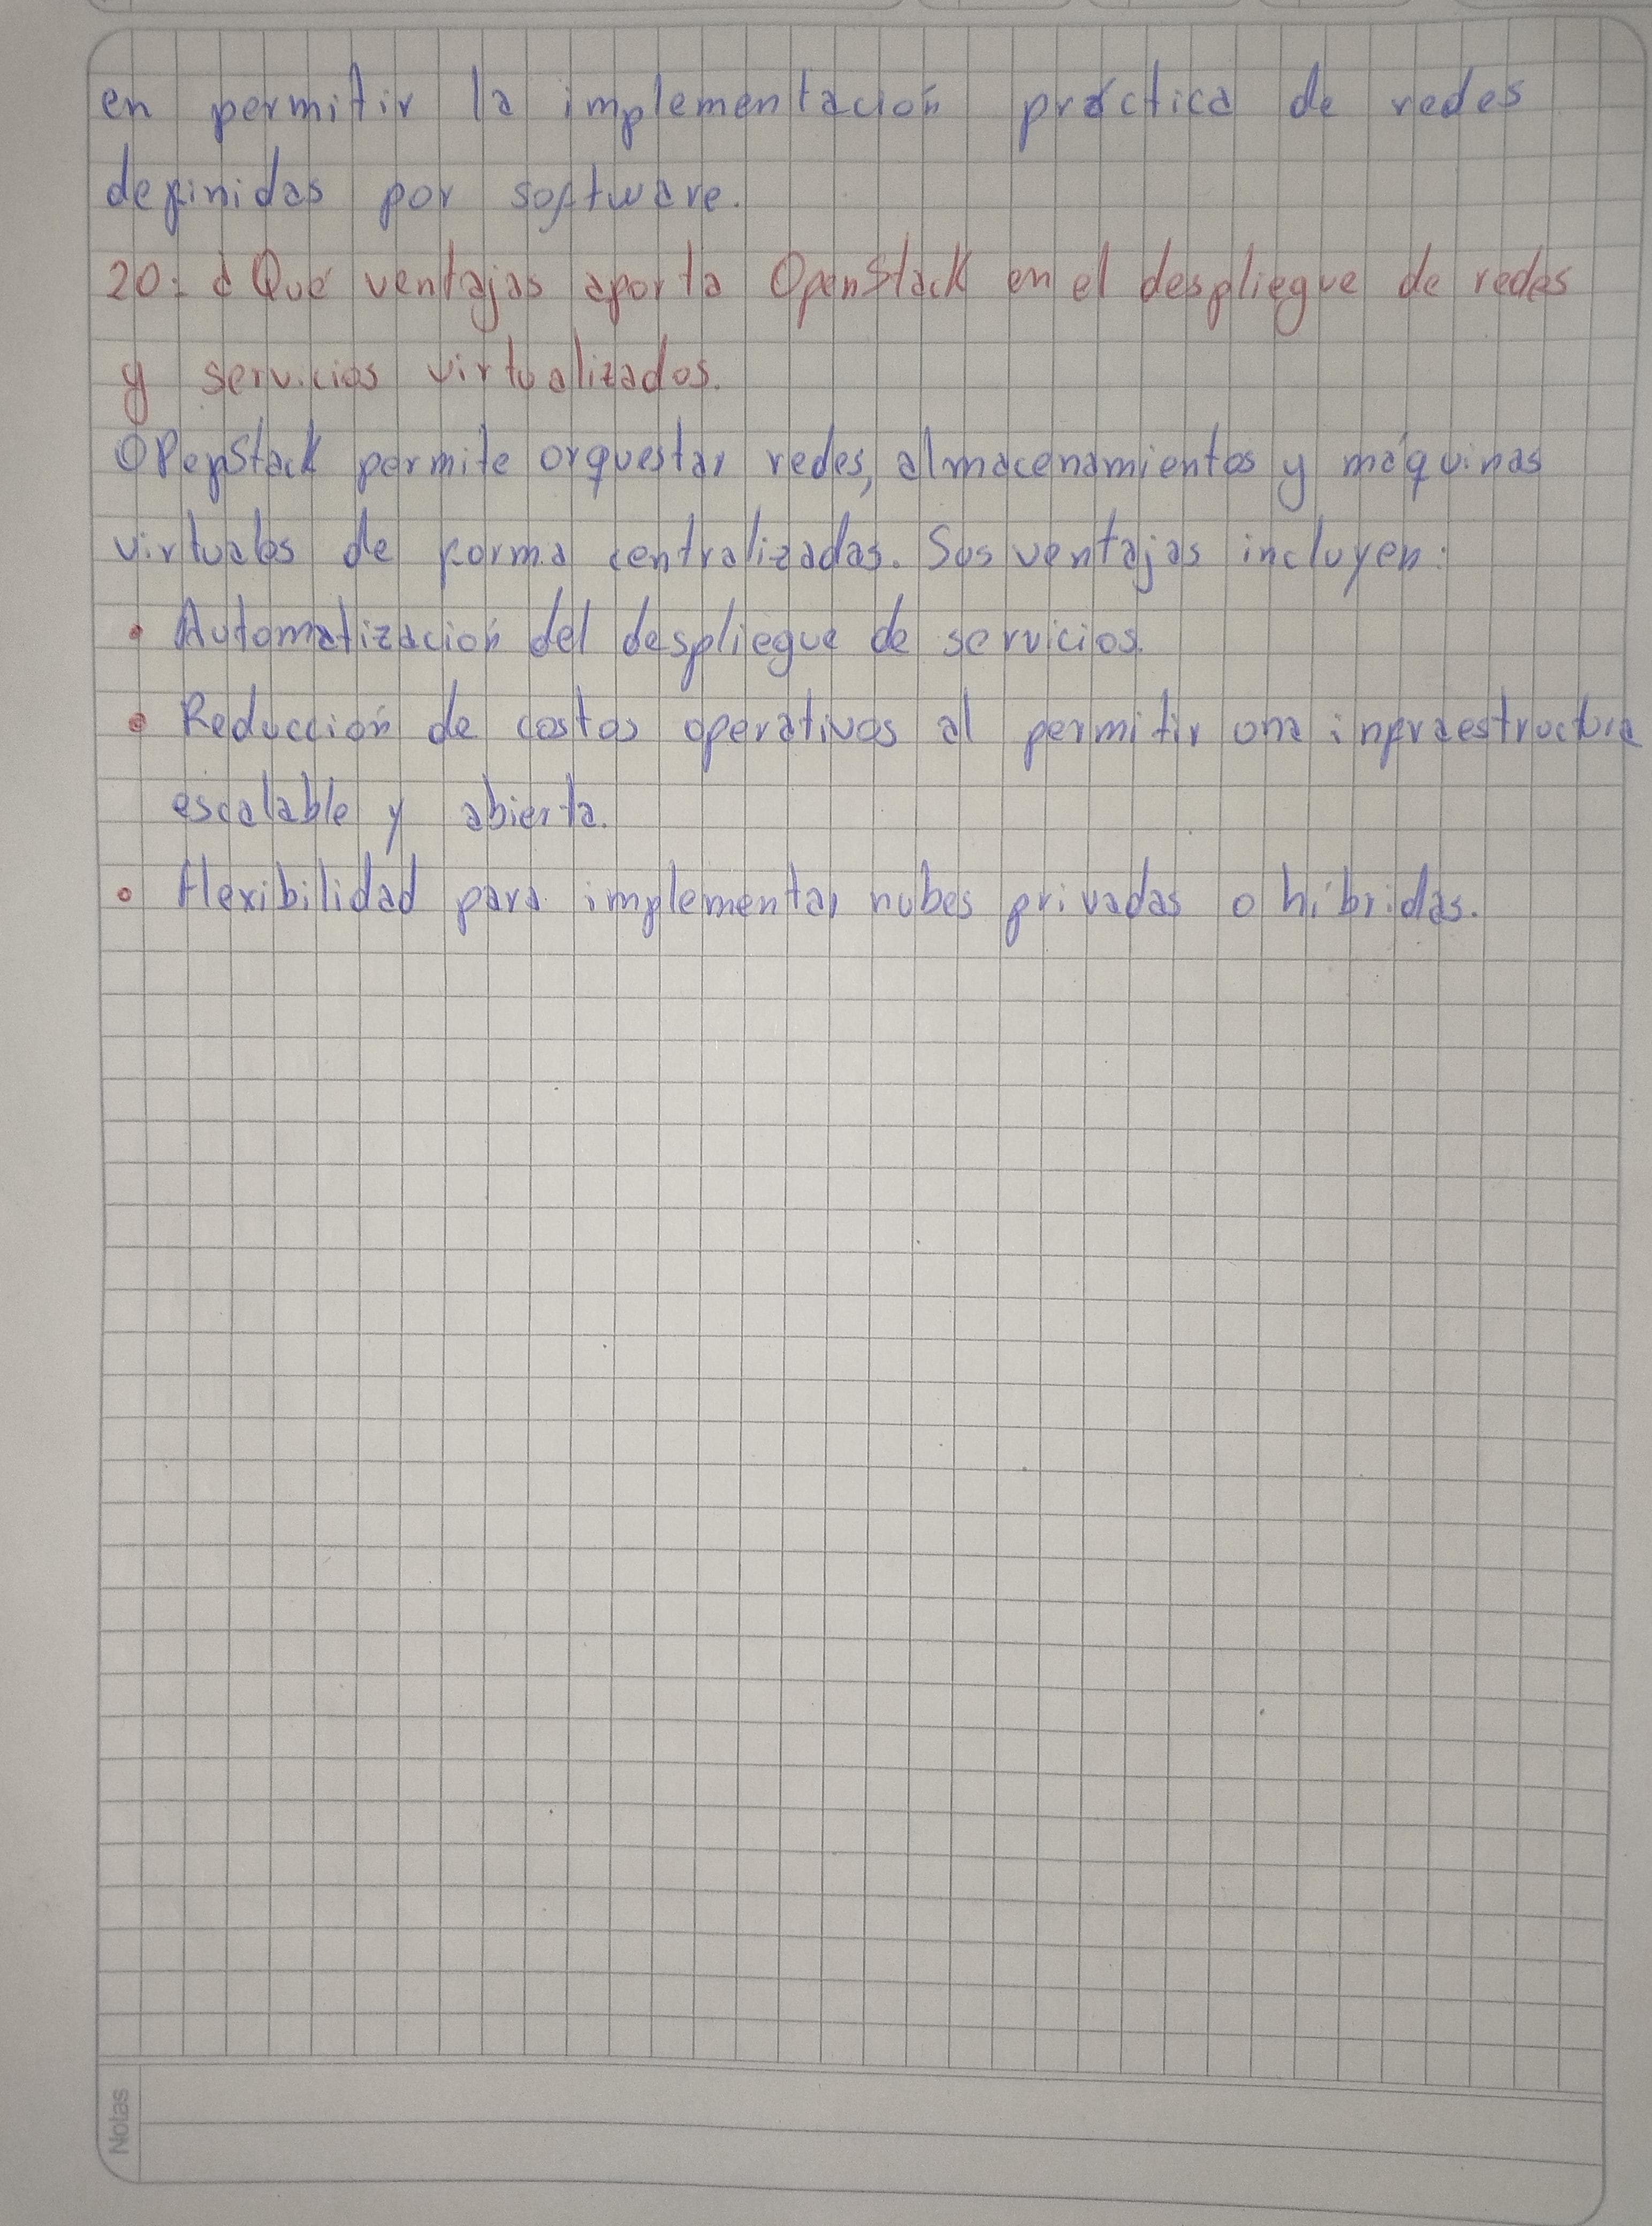 en permitir la implementación práctica de redes
definidas por software.
20: ¿Qué ventajas aporta OpenStack en el despliegue de redes
y servicios virtualizados.
OPenStack permite orquestar redes, almacenamientos y máquinas
virtuales de forma centralizadas. Sus ventajas incluyen:
• Automatización del despliegue de servicios.
• Reducción de costos operativos al permitir una infraestructura
escalable y abierta.
• flexibilidad para implementar nubes privadas o híbridas.
Notas